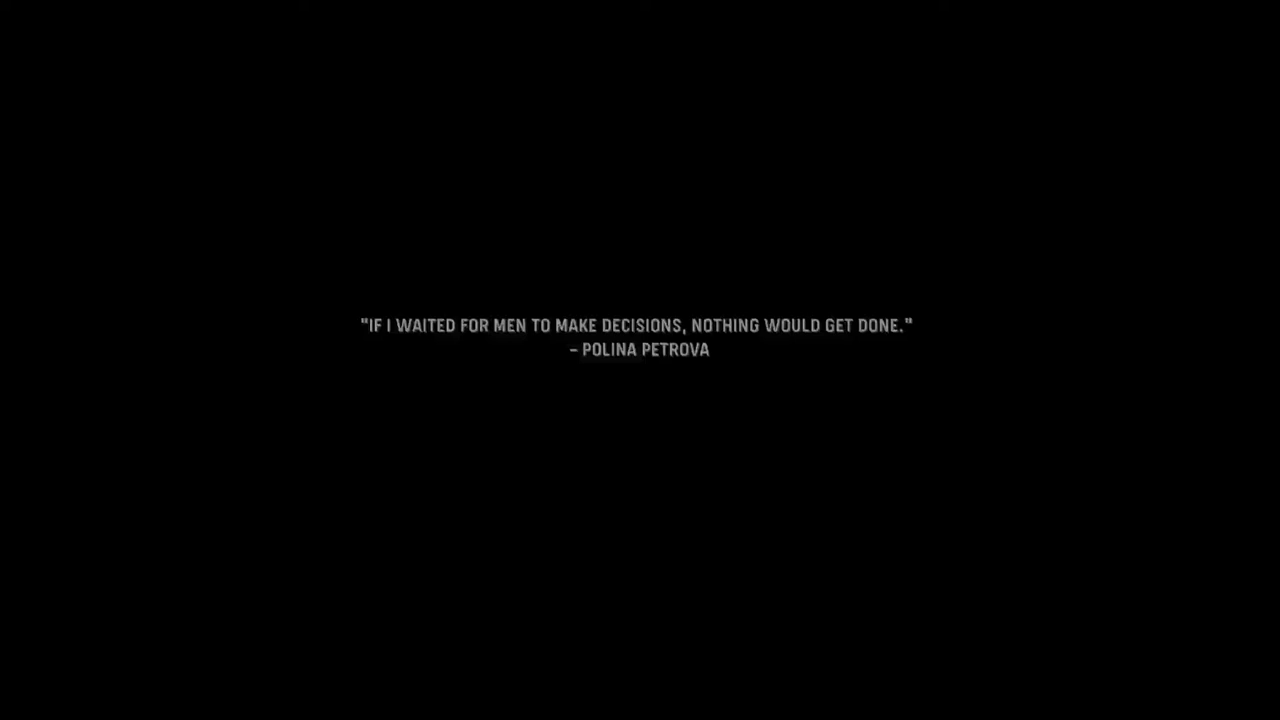 "IF I WAITED FOR MEN TO MAKE DECISIONS, NOTHING WOULD GET DONE."
– POLINA PETROVA